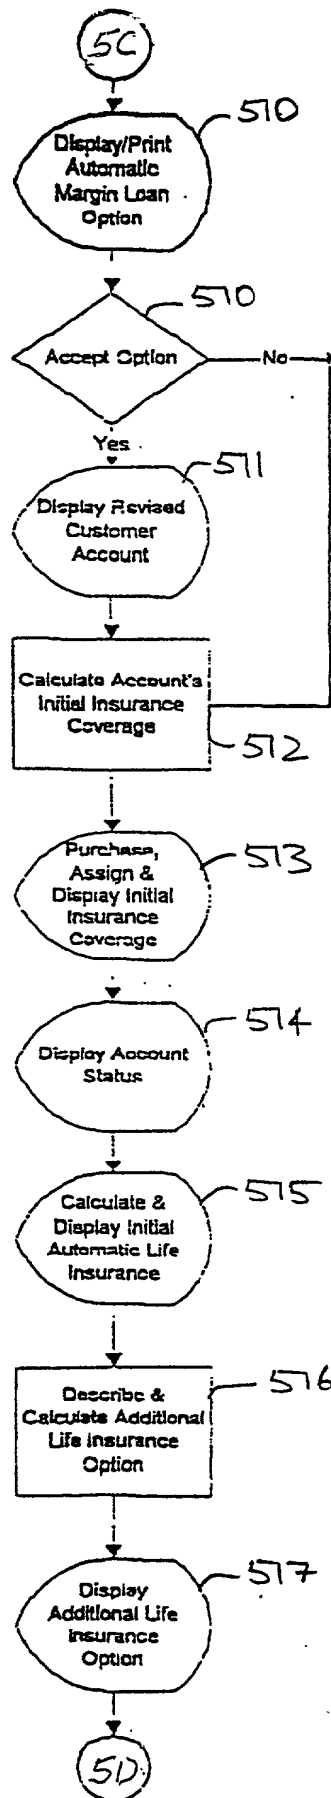 5C
510
Display/Print
Automatic
Margin Loan
Option
510
Accept Option
No
Yes
511
Display Revised
Customer
Account
Calculate Account's
Initial Insurance
Coverage
512
Purchase,
Assign &
Display Initial
Insurance
Coverage
513
514
Display Account
Status
515
Calculate &
Display Initial
Automatic Life
Insurance
516
Describe &
Calculate Additional
Life Insurance
Option
517
Display
Additional Life
Insurance
Option
5D